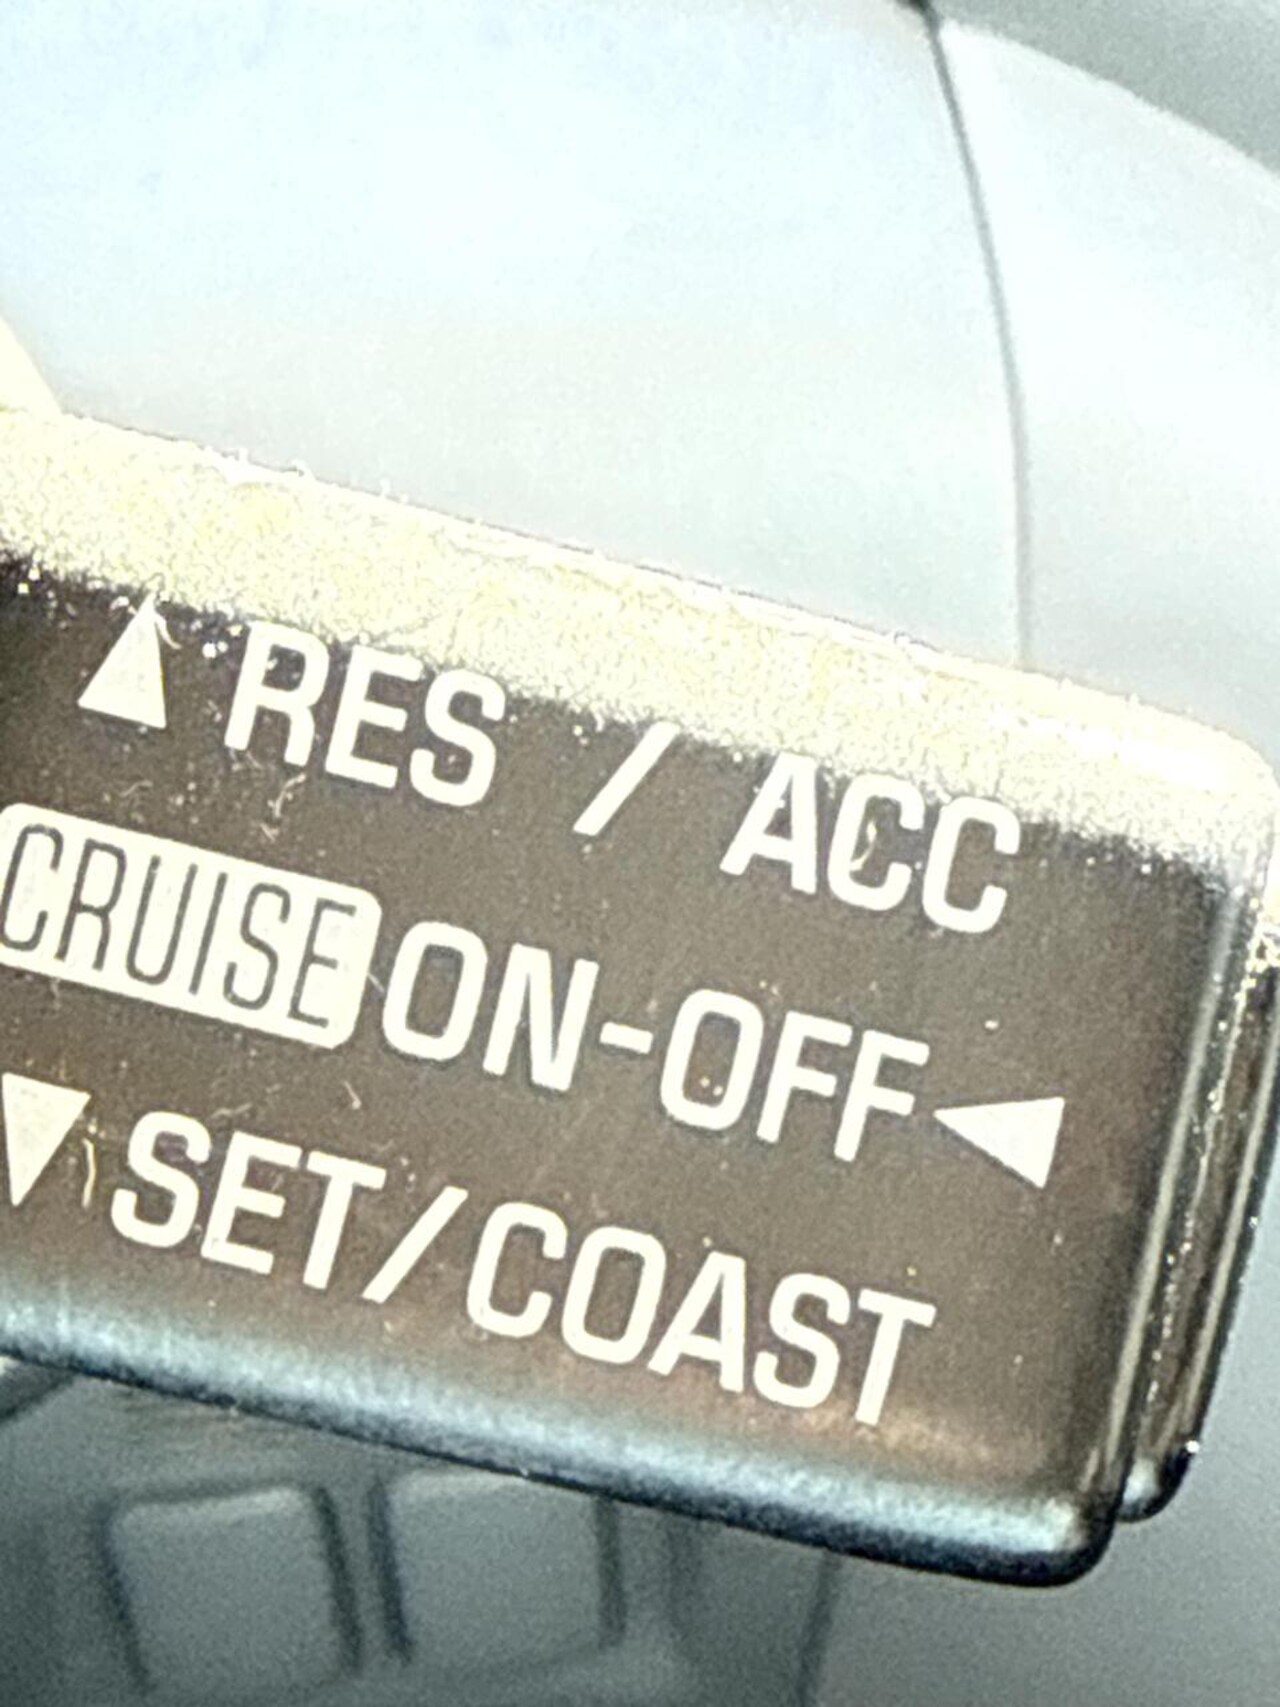 ▲ RES / ACC
CRUISE ON-OFF ◀
▼ SET/COAST